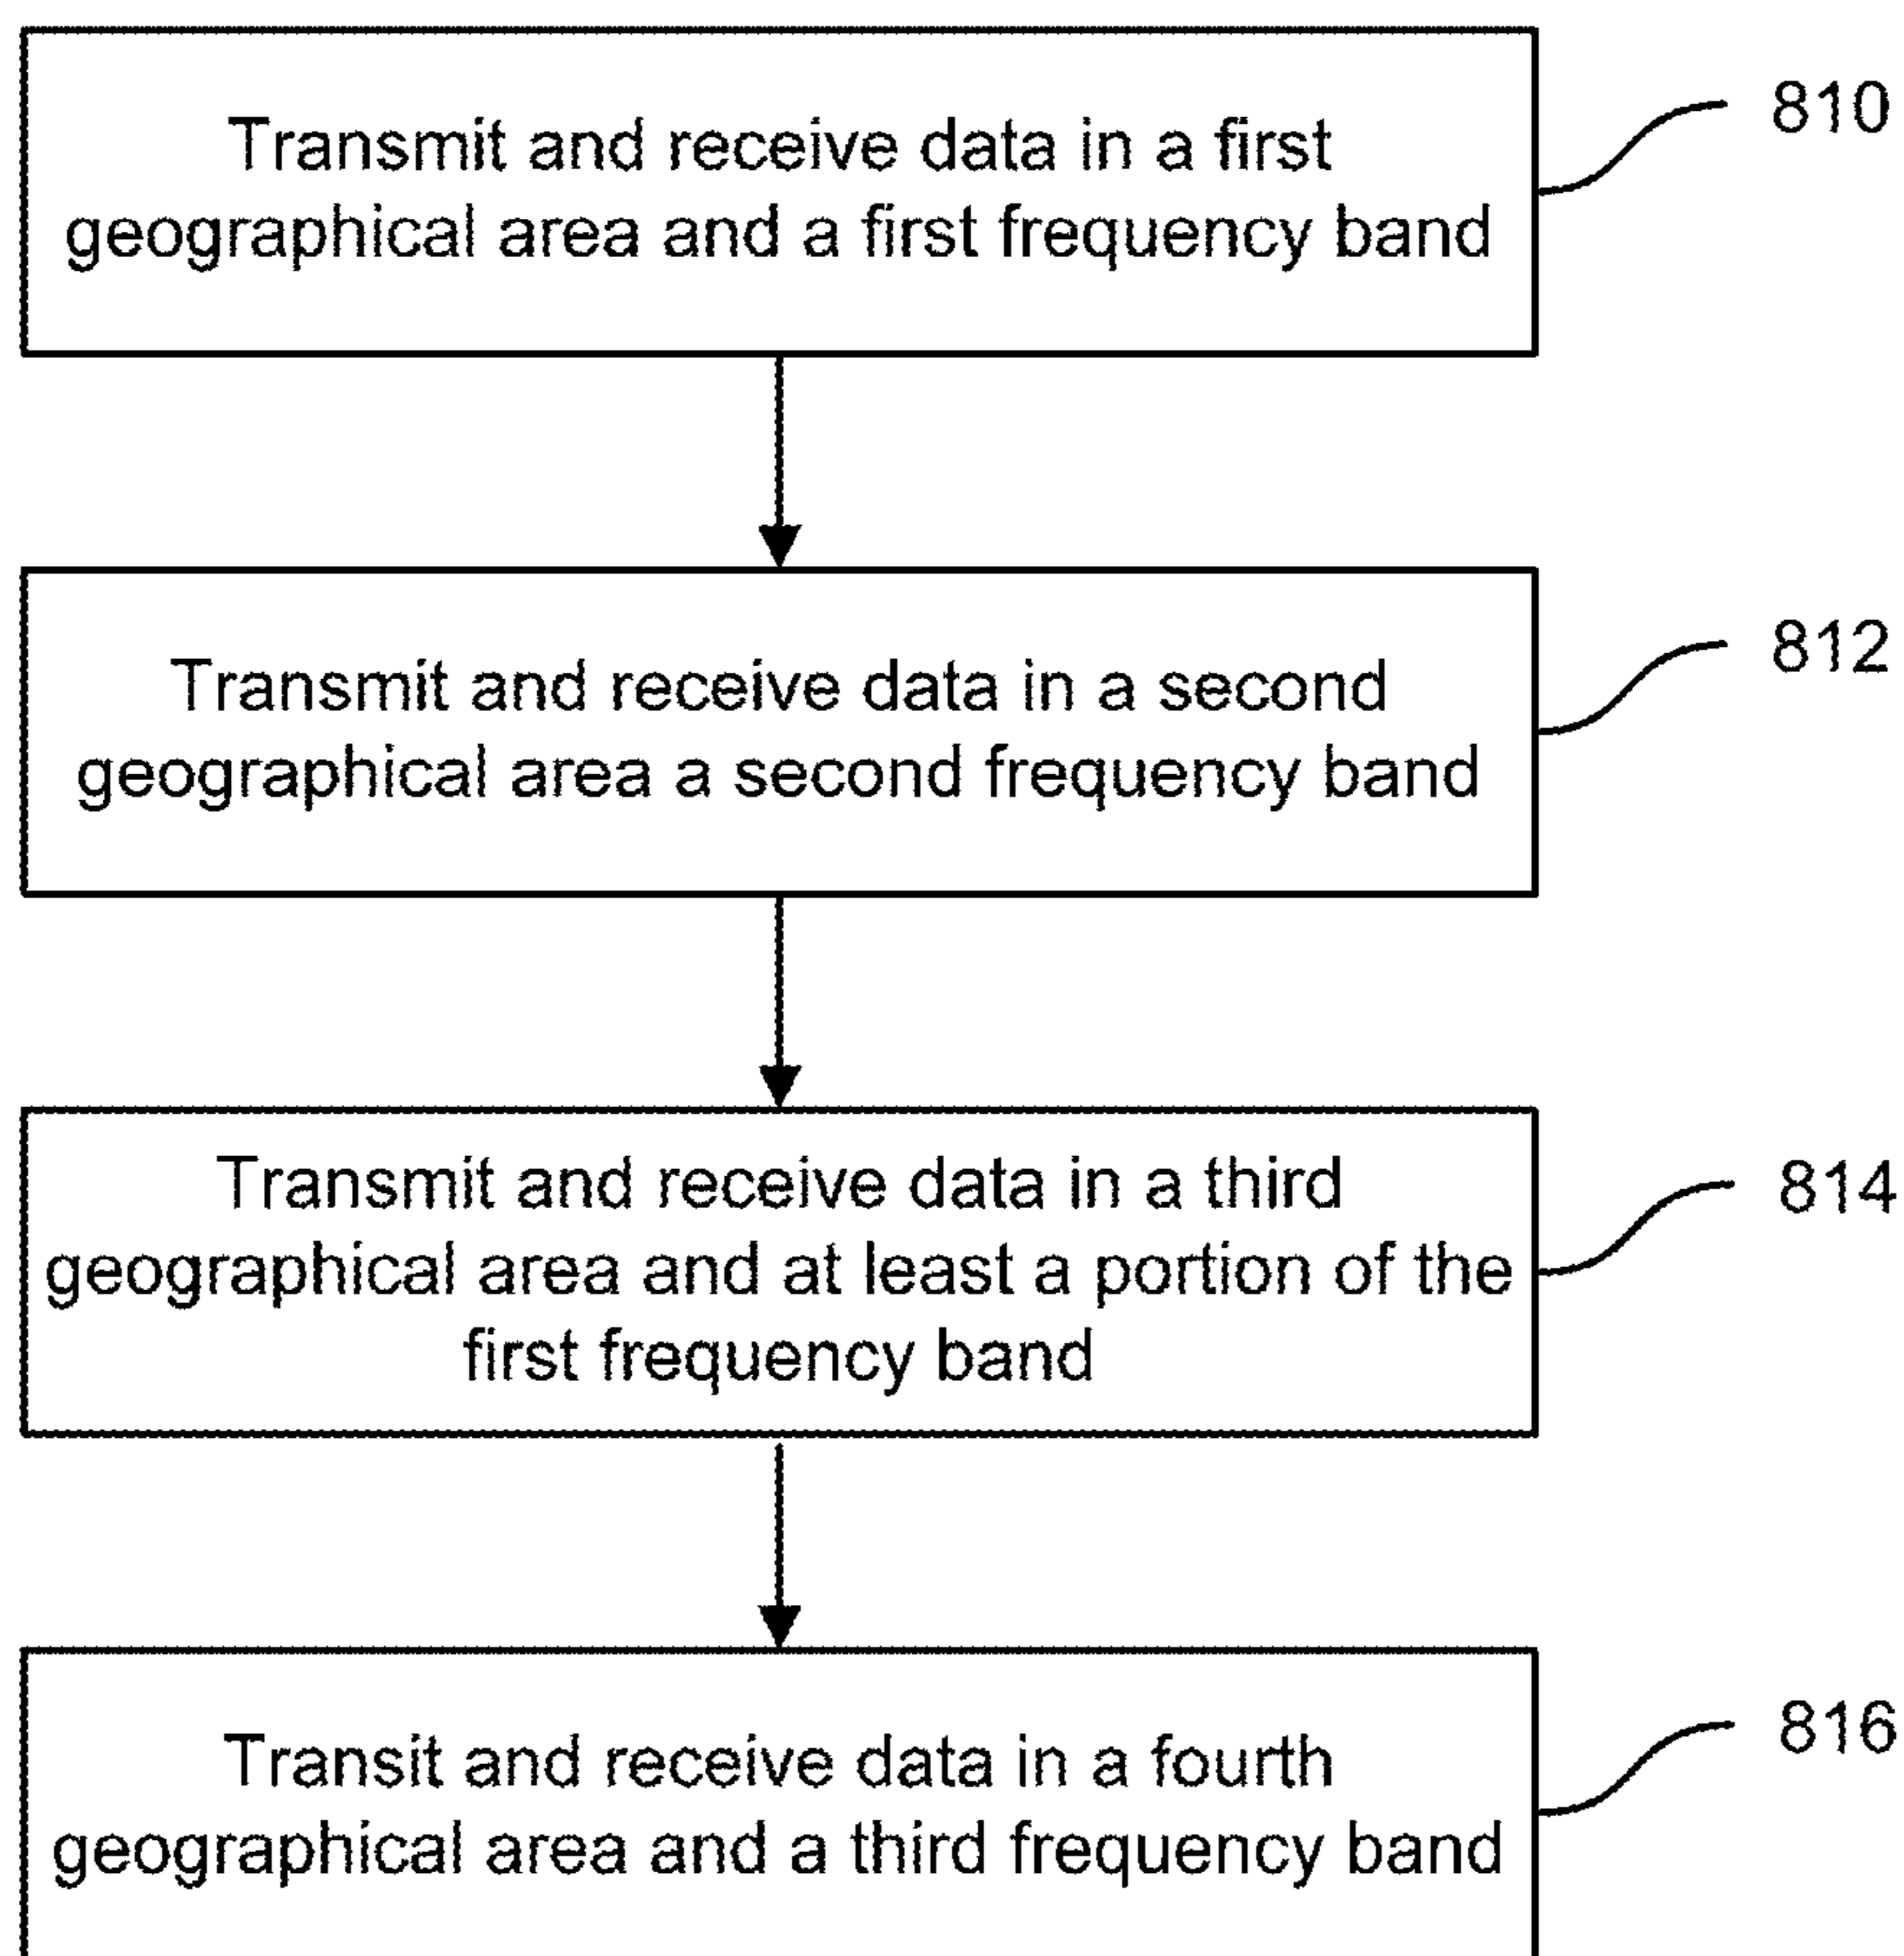 Transmit and receive data in a first
810
geographical area and a first frequency band
Transmit and receive data in a second
812
geographical area a second frequency band
Transmit and receive data in a third
814
geographical area and at least a portion of the
first frequency band
Transit and receive data in a fourth
816
geographical area and a third frequency band